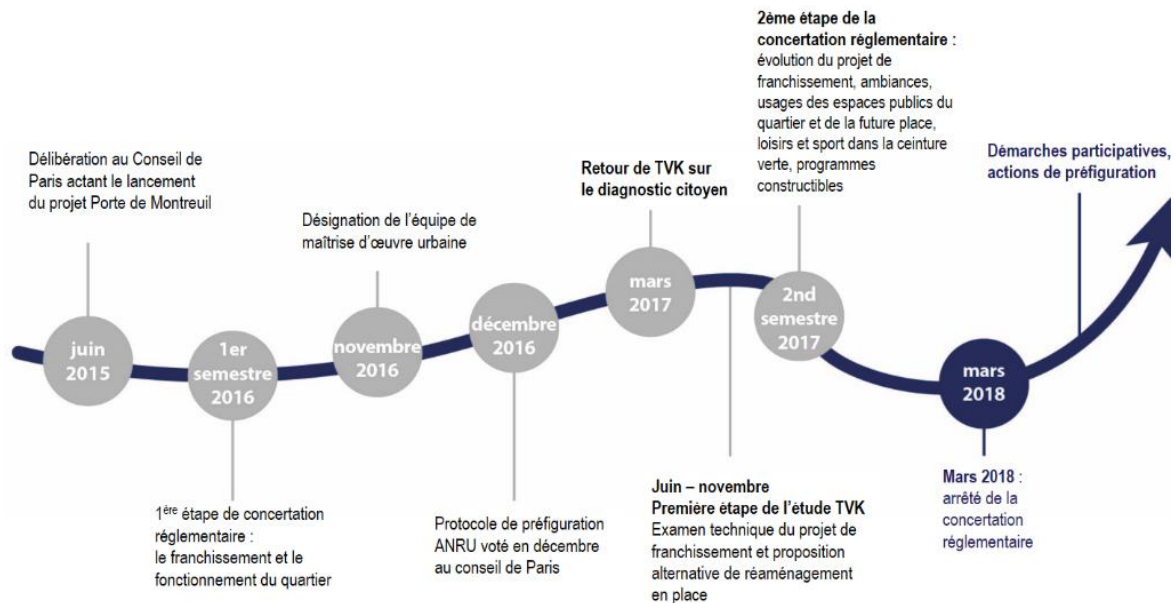 Délibération au Conseil de
Paris actant le lancement
du projet Porte de Montreuil
juin
2015
1er
semestre
2016
1ère étape de concertation
réglementaire :
le franchissement et le
fonctionnement du quartier
Désignation de l'équipe de
maîtrise d'œuvre urbaine
novembre
2016
décembre
2016
Protocole de préfiguration
ANRU voté en décembre
au conseil de Paris
Retour de TVK sur
le diagnostic citoyen
mars
2017
Juin – novembre
Première étape de l'étude TVK
Examen technique du projet de
franchissement et proposition
alternative de réaménagement
en place
2ème étape de la
concertation réglementaire :
évolution du projet de
franchissement, ambiances,
usages des espaces publics du
quartier et de la future place,
loisirs et sport dans la ceinture
verte, programmes
constructibles
2nd
semestre
2017
mars
2018
Mars 2018 :
arrêté de la
concertation
réglementaire
Démarches participatives,
actions de préfiguration